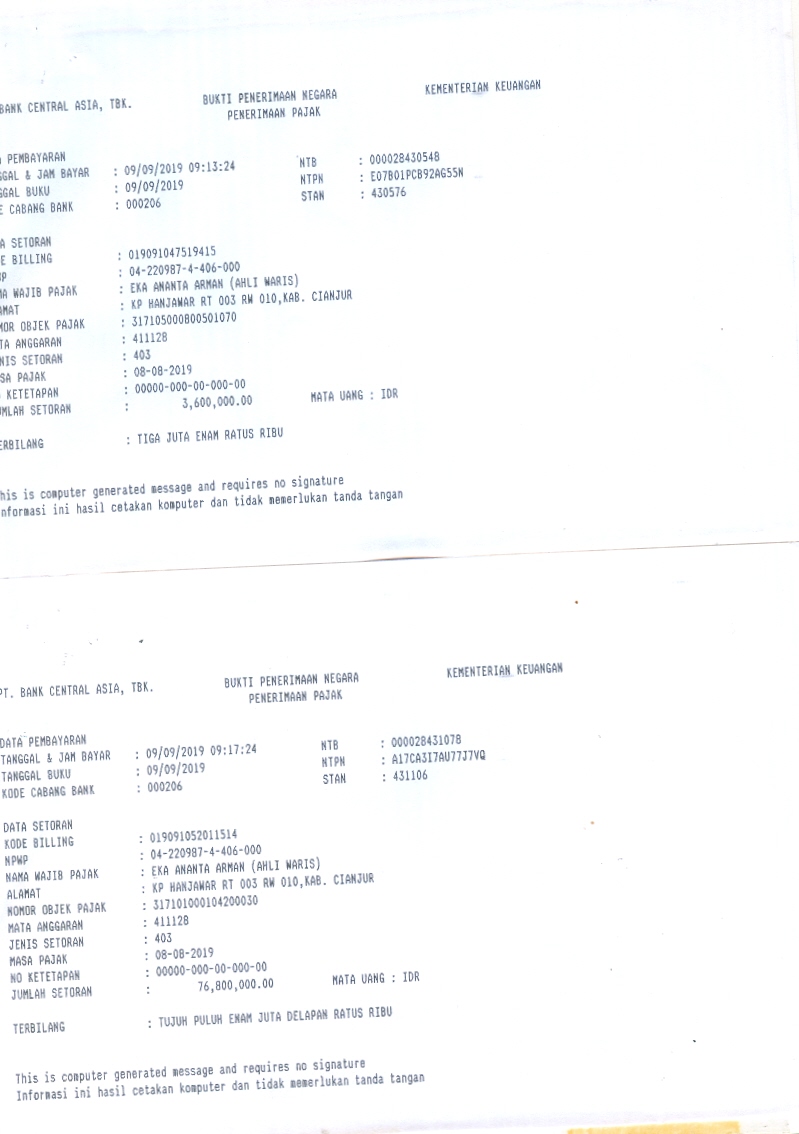 BANK CENTRAL ASIA, TBK. BUKTI PENERIMAAN NEGARA KEMENTERIAN KEUANGAN
PENERIMAAN PAJAK
PEMBAYARAN
GGAL & JAM BAYAR : 09/09/2019 09:13:24 NTB : 000028430548
GGAL BUKU : 09/09/2019 NTPN : E07B01PCB92AG55N
E CABANG BANK : 000206 STAN : 430576
A SETORAN
E BILLING : 019091047519415
P : 04-220987-4-406-000
MA WAJIB PAJAK : EKA ANANTA ARMAN (AHLI WARIS)
AMAT : KP HANJAWAR RT 003 RW 010,KAB. CIANJUR
MOR OBJEK PAJAK : 317105000800501070
TA ANGGARAN : 411128
NIS SETORAN : 403
SA PAJAK : 08-08-2019
KETETAPAN : 00000-000-00-000-00
MLAH SETORAN : 3,600,000.00 MATA UANG : IDR
ERBILANG : TIGA JUTA ENAM RATUS RIBU
his is computer generated message and requires no signature
nformasi ini hasil cetakan komputer dan tidak memerlukan tanda tangan
PT. BANK CENTRAL ASIA, TBK. BUKTI PENERIMAAN NEGARA KEMENTERIAN KEUANGAN
PENERIMAAN PAJAK
DATA PEMBAYARAN
TANGGAL & JAM BAYAR : 09/09/2019 09:17:24 NTB : 000028431078
TANGGAL BUKU : 09/09/2019 NTPN : A17CA3I7AU77J7VQ
KODE CABANG BANK : 000206 STAN : 431106
DATA SETORAN
KODE BILLING : 019091052011514
NPWP : 04-220987-4-406-000
NAMA WAJIB PAJAK : EKA ANANTA ARMAN (AHLI WARIS)
ALAMAT : KP HANJAWAR RT 003 RW 010,KAB. CIANJUR
NOMOR OBJEK PAJAK : 317101000104200030
MATA ANGGARAN : 411128
JENIS SETORAN : 403
MASA PAJAK : 08-08-2019
NO KETETAPAN : 00000-000-00-000-00
JUMLAH SETORAN : 76,800,000.00 MATA UANG : IDR
TERBILANG : TUJUH PULUH ENAM JUTA DELAPAN RATUS RIBU
This is computer generated message and requires no signature
Informasi ini hasil cetakan komputer dan tidak memerlukan tanda tangan